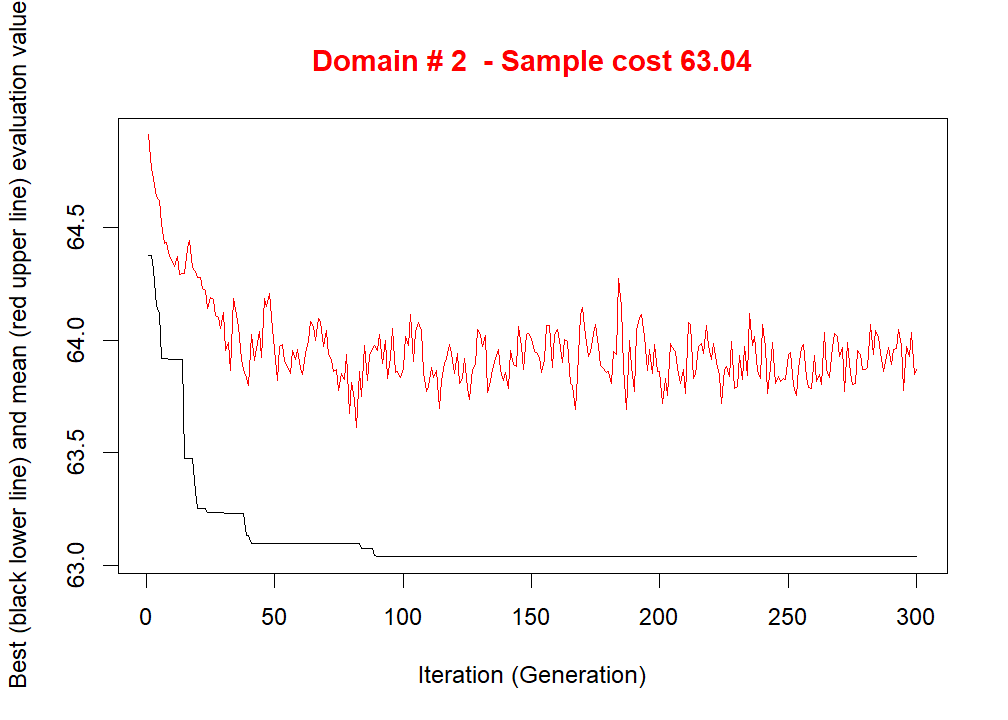 Domain # 2  - Sample cost 63.04
Best (black lower line) and mean (red upper line) evaluation value
64.5
64.0
63.5
63.0
0 50 100 150 200 250 300
Iteration (Generation)